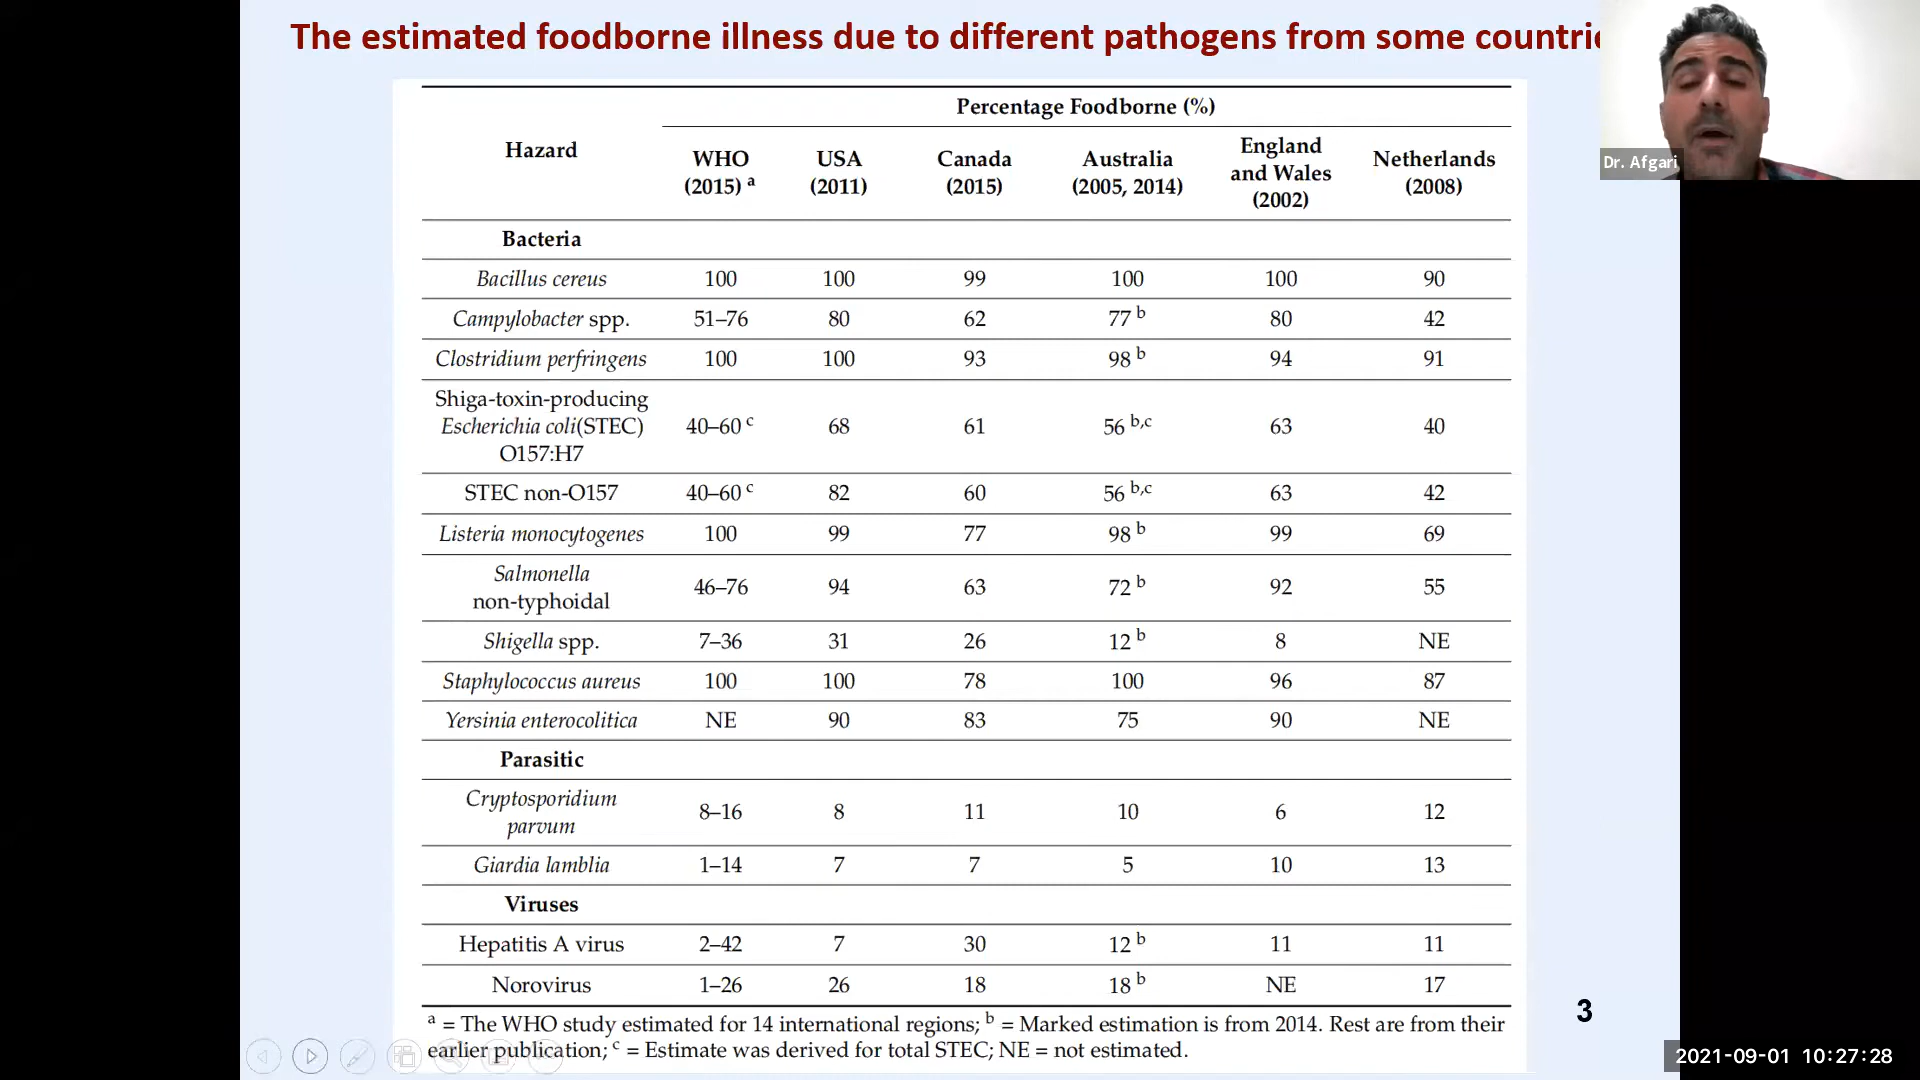 The estimated foodborne illness due to different pathogens from some countri
Dr. Afgari
Percentage Foodborne (%)
Hazard
WHO (2015) a USA (2011) Canada (2015) Australia (2005, 2014) England and Wales (2002) Netherlands (2008)
Bacteria
Bacillus cereus 100 100 99 100 100 90
Campylobacter spp. 51–76 80 62 77 b 80 42
Clostridium perfringens 100 100 93 98 b 94 91
Shiga-toxin-producing
Escherichia coli(STEC) 40–60 c 68 61 56 b,c 63 40
O157:H7
STEC non-O157 40–60 c 82 60 56 b,c 63 42
Listeria monocytogenes 100 99 77 98 b 99 69
Salmonella
non-typhoidal 46–76 94 63 72 b 92 55
Shigella spp. 7–36 31 26 12 b 8 NE
Staphylococcus aureus 100 100 78 100 96 87
Yersinia enterocolitica NE 90 83 75 90 NE
Parasitic
Cryptosporidium
parvum 8–16 8 11 10 6 12
Giardia lamblia 1–14 7 7 5 10 13
Viruses
Hepatitis A virus 2–42 7 30 12 b 11 11
Norovirus 1–26 26 18 18 b NE 17
a = The WHO study estimated for 14 international regions; b = Marked estimation is from 2014. Rest are from their
earlier publication; c = Estimate was derived for total STEC; NE = not estimated.
3
2021-09-01 10:27:28